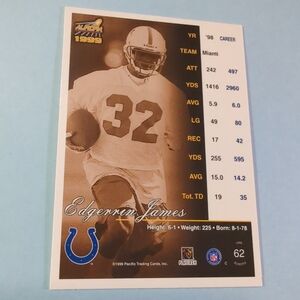 AURORA
1999
YR '98 CAREER
TEAM Miami
ATT 242 497
YDS 1416 2960
AVG 5.9 6.0
LG 49 80
REC 17 42
YDS 255 595
AVG 15.0 14.2
Tot. TD 19 35
32
Edgerrin James
Height: 6-1 • Weight: 225 • Born: 8-1-78
©1999 Pacific Trading Cards, Inc.
NFL
62